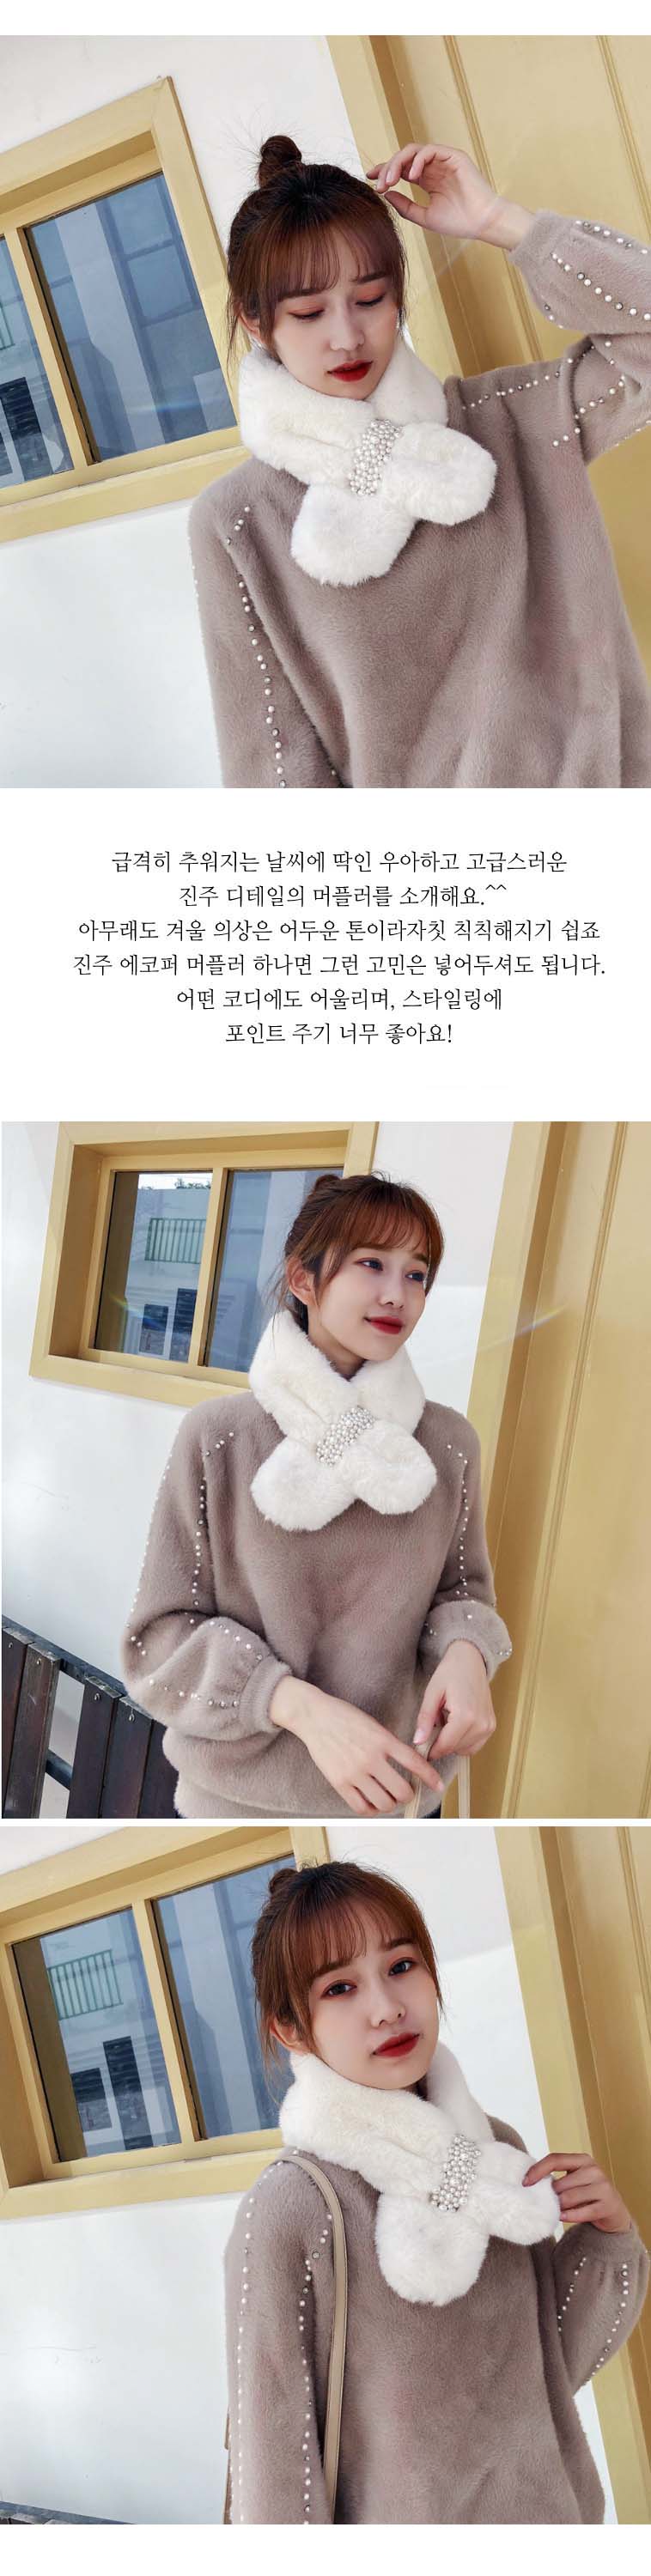 급격히 추워지는 날씨에 딱인 우아하고 고급스러운
진주 디테일의 머플러를 소개해요.^^
아무래도 겨울 의상은 어두운 톤이라자칫 칙칙해지기 쉽죠
진주 에코퍼 머플러 하나면 그런 고민은 넣어두셔도 됩니다.
어떤 코디에도 어울리며, 스타일링에
포인트 주기 너무 좋아요!